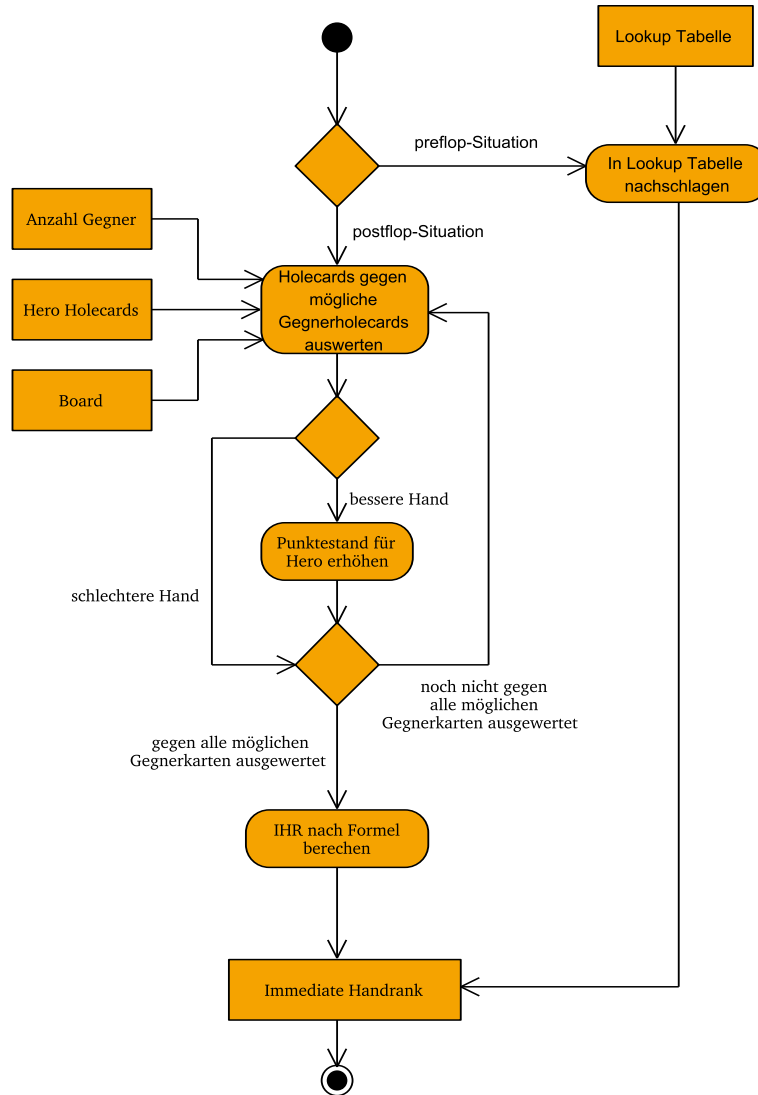 Lookup Tabelle
preflop-Situation
In Lookup Tabelle
nachschlagen
Anzahl Gegner
postflop-Situation
Holecards gegen
mögliche
Gegnerholecards
auswerten
Hero Holecards
Board
bessere Hand
Punktestand für
Hero erhöhen
schlechtere Hand
noch nicht gegen
alle möglichen
Gegnerkarten ausgewertet
gegen alle möglichen
Gegnerkarten ausgewertet
IHR nach Formel
berechen
Immediate Handrank